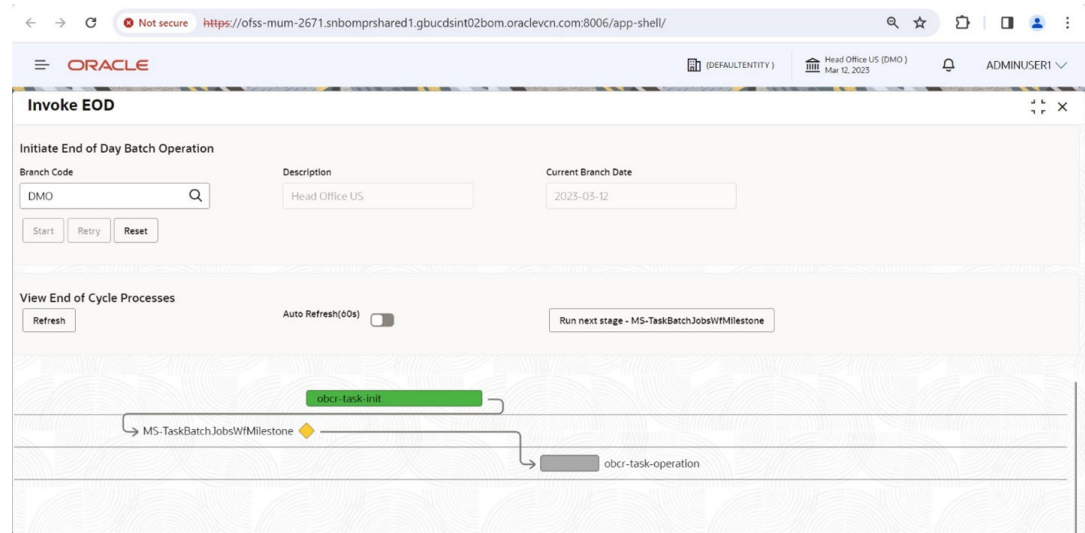 Not secure https://ofss-mum-2671.snbomprshared1.gbucdsint02bom.oraclevcn.com:8006/app-shell/
ORACLE (DEFAULTENTITY) Head Office US (DMO) ADMINUSER1
Mar 12, 2023
Invoke EOD
Initiate End of Day Batch Operation
Branch Code Description Current Branch Date
DMO Head Office US 2023-03-12
Start Retry Reset
View End of Cycle Processes
Refresh Auto Refresh(60s) Run next stage - MS-TaskBatchJobsWfMilestone
obcr-task-init
MS-TaskBatchJobsWfMilestone
obcr-task-operation